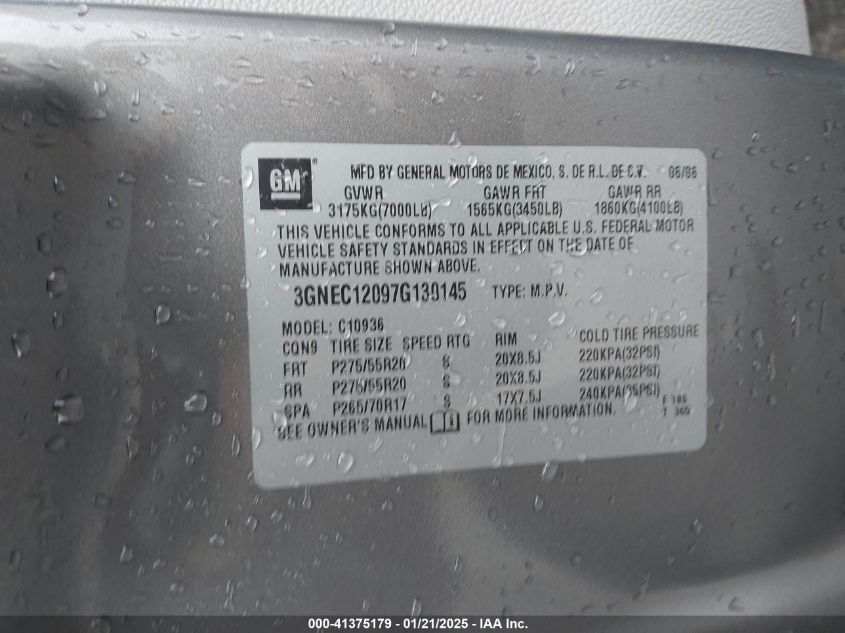 GM ®
MFD BY GENERAL MOTORS DE MEXICO, S. DE R.L. DE C.V. 06/06
GVWR GAWR FRT GAWR RR
3175KG(7000LB) 1565KG(3450LB) 1860KG(4100LB)
THIS VEHICLE CONFORMS TO ALL APPLICABLE U.S. FEDERAL MOTOR
VEHICLE SAFETY STANDARDS IN EFFECT ON THE DATE OF
MANUFACTURE SHOWN ABOVE.
3GNEC12097G130145 TYPE: M.P.V.
MODEL: C10936
CQN9 TIRE SIZE SPEED RTG RIM COLD TIRE PRESSURE
FRT P275/55R20 S 20X8.5J 220KPA(32PSI)
RR P275/55R20 S 20X8.5J 220KPA(32PSI)
SPA P265/70R17 S 17X7.5J 240KPA(35PSI)
SEE OWNER'S MANUAL FOR MORE INFORMATION.
000-41375179 — 01/21/2025 - IAA Inc.